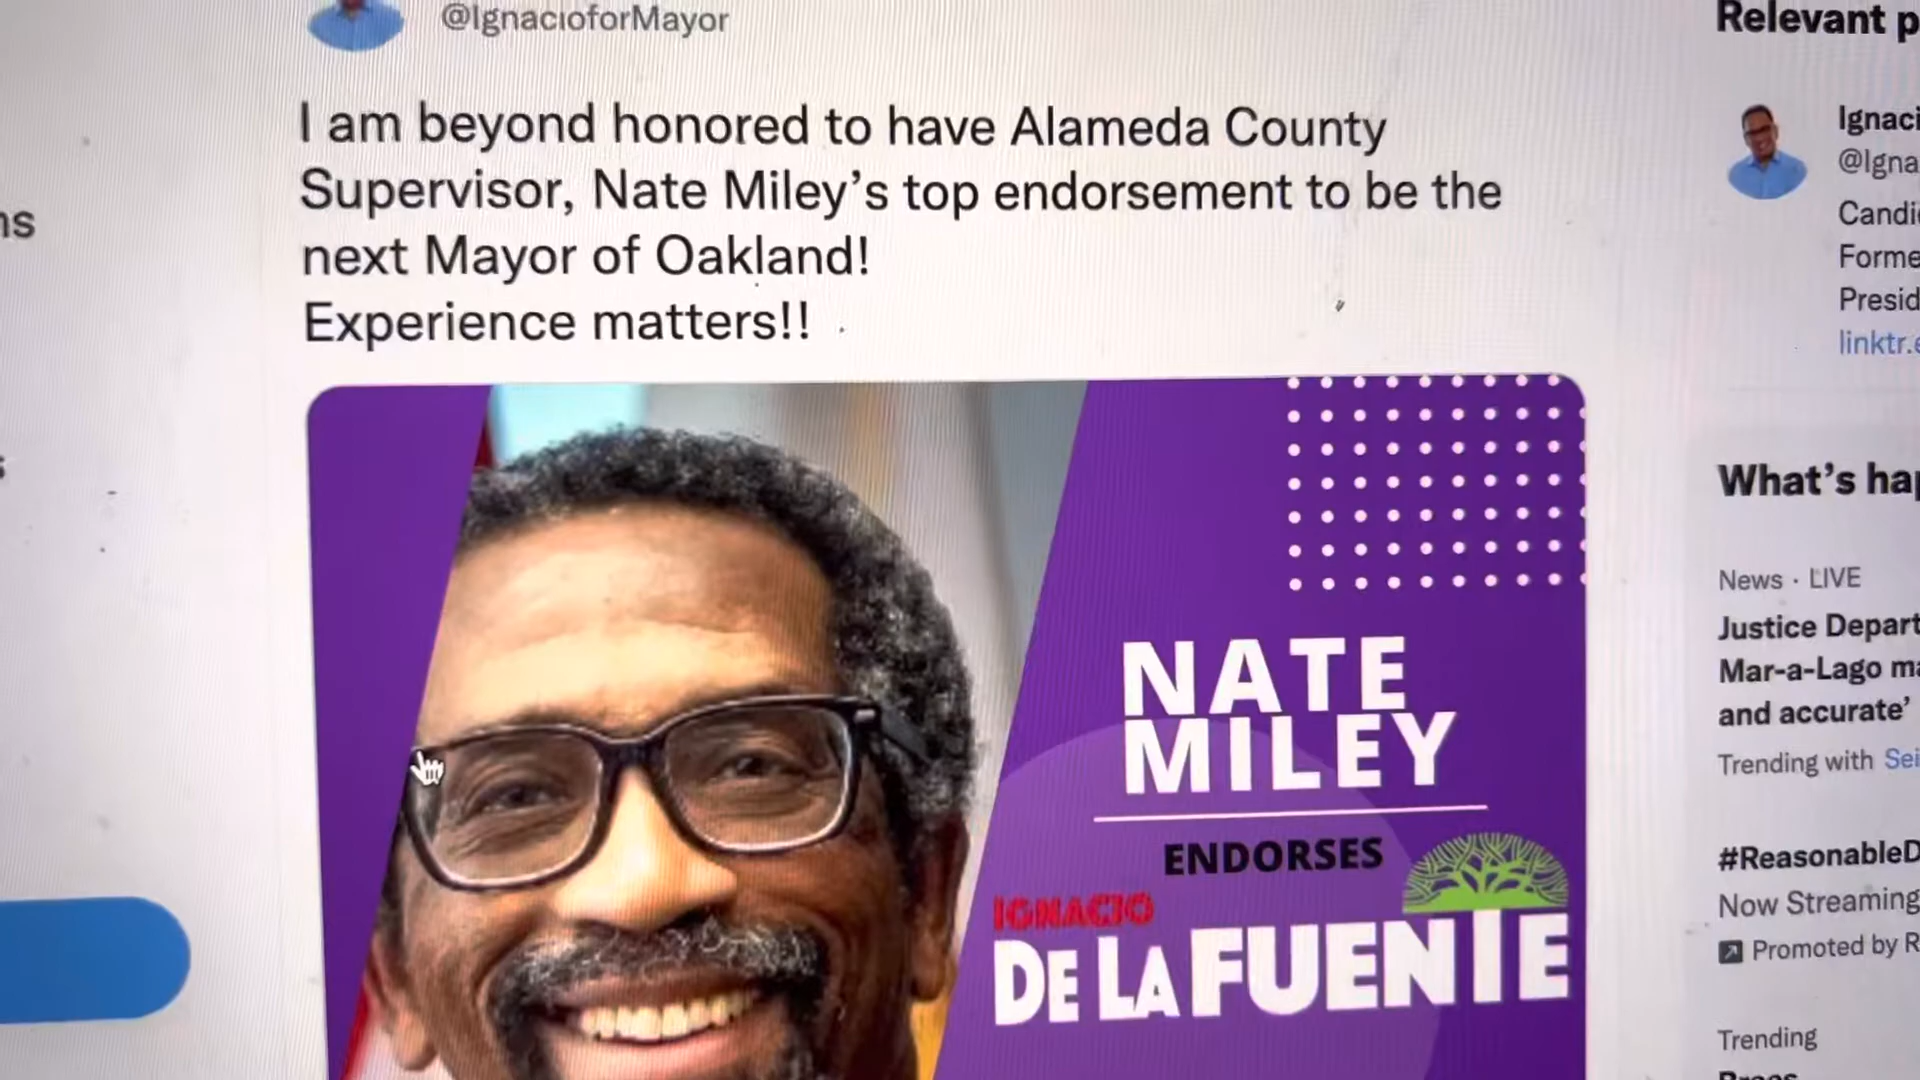 @IgnacioforMayor
I am beyond honored to have Alameda County
Supervisor, Nate Miley's top endorsement to be the
next Mayor of Oakland!
Experience matters!!
NATE
MILEY
ENDORSES
IGNACIO
DE LA FUENTE
Relevant p
Ignaci
@Igna
Candi
Forme
Presid
linktr.e
What's hap
News · LIVE
Justice Depart
Mar-a-Lago ma
and accurate'
Trending with Sei
#ReasonableD
Now Streaming
Promoted by R
Trending